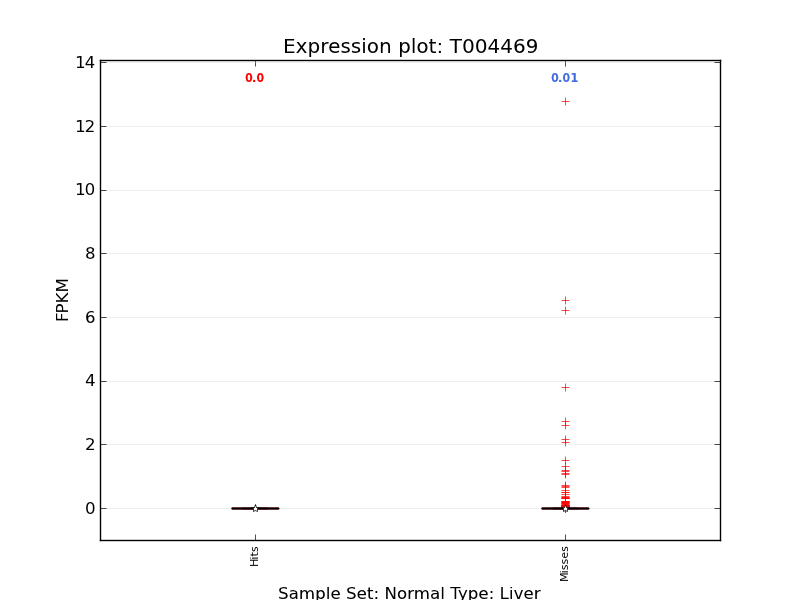 Expression plot: T004469
0.0
0.01
14
12
10
8
6
4
2
0
FPKM
Hits
Misses
Sample Set: Normal Type: Liver